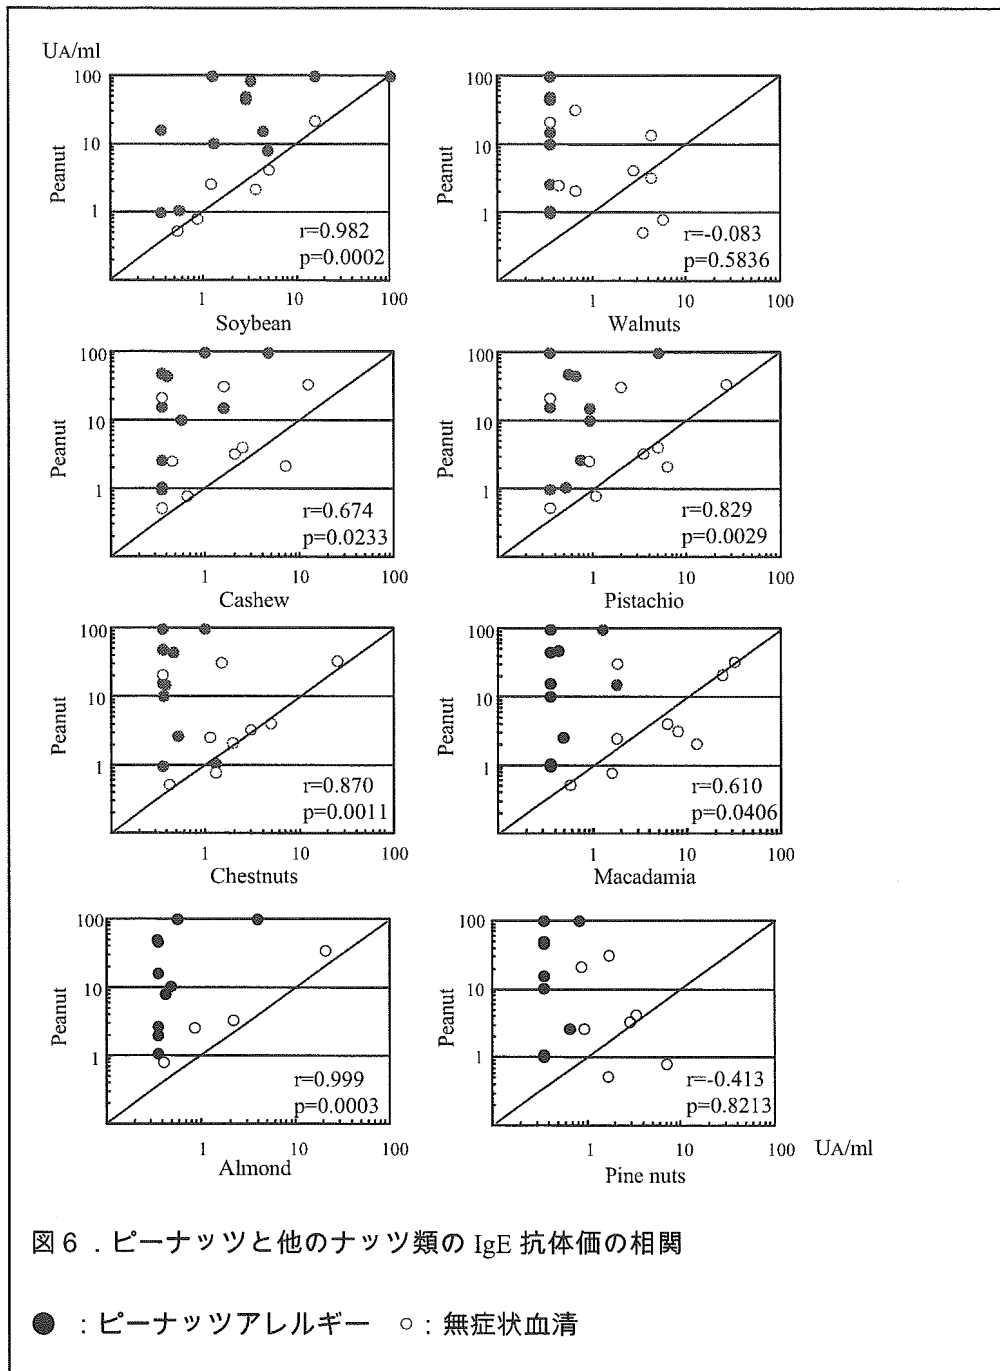 UA/ml
100
10
1
Peanut
r=0.982
p=0.0002
1 10 100
Soybean
100
10
1
Peanut
r=-0.083
p=0.5836
1 10 100
Walnuts
100
10
1
Peanut
r=0.674
p=0.0233
1 10 100
Cashew
100
10
1
Peanut
r=0.829
p=0.0029
1 10 100
Pistachio
100
10
1
Peanut
r=0.870
p=0.0011
1 10 100
Chestnuts
100
10
1
Peanut
r=0.610
p=0.0406
1 10 100
Macadamia
100
10
1
Peanut
r=0.999
p=0.0003
1 10 100
Almond
100
10
1
Peanut
r=-0.413
p=0.8213
1 10 100 UA/ml
Pine nuts
図6.ピーナッツと他のナッツ類の IgE 抗体価の相関
●:ピーナッツアレルギー ○:無症状血清